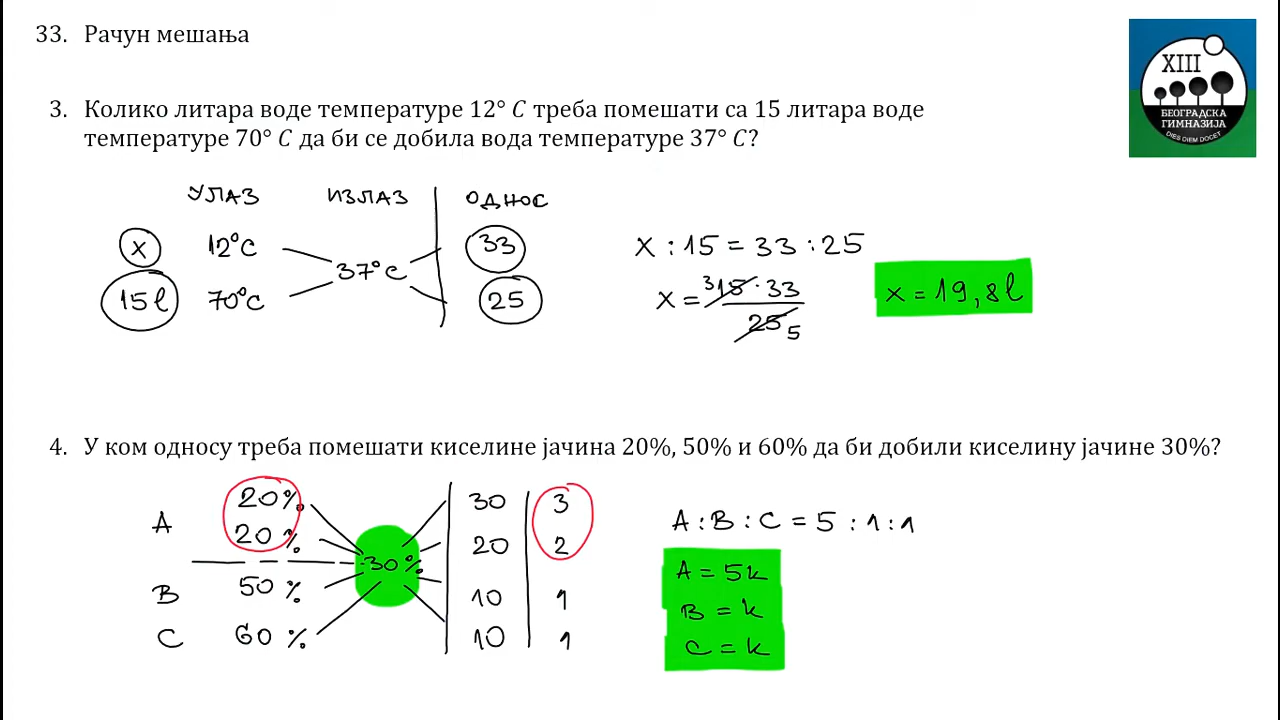 33. Рачун мешања
XIII
БЕОГРАДСКА
ГИМНАЗИЈА
DIES DIEM DOCET
3. Колико литара воде температуре 12° C треба помешати са 15 литара воде
температуре 70° C да би се добила вода температуре 37° C?
УЛАЗ ИЗЛАЗ ОДНОС
x 12°C 33
37°C
15l 70°C 25
x : 15 = 33 : 25
x = 3 15 · 33
25 5
x = 19,8l
4. У ком односу треба помешати киселине јачина 20%, 50% и 60% да би добили киселину јачине 30%?
20% 30 3
A
20% 20 2
30%
B 50% 10 1
C 60% 10 1
A : B : C = 5 : 1 : 1
A = 5k
B = k
C = k